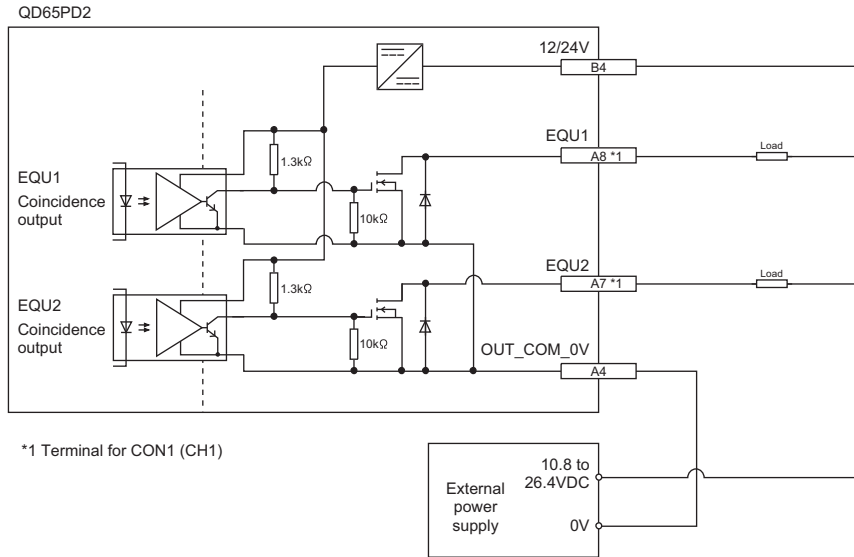 QD65PD2
12/24V
B4
EQU1
A8 *1
Load
1.3kΩ
EQU1
Coincidence
output
10kΩ
EQU2
A7 *1
Load
1.3kΩ
EQU2
Coincidence
output
10kΩ
OUT_COM_0V
A4
*1 Terminal for CON1 (CH1)
External
power
supply
10.8 to
26.4VDC
0V